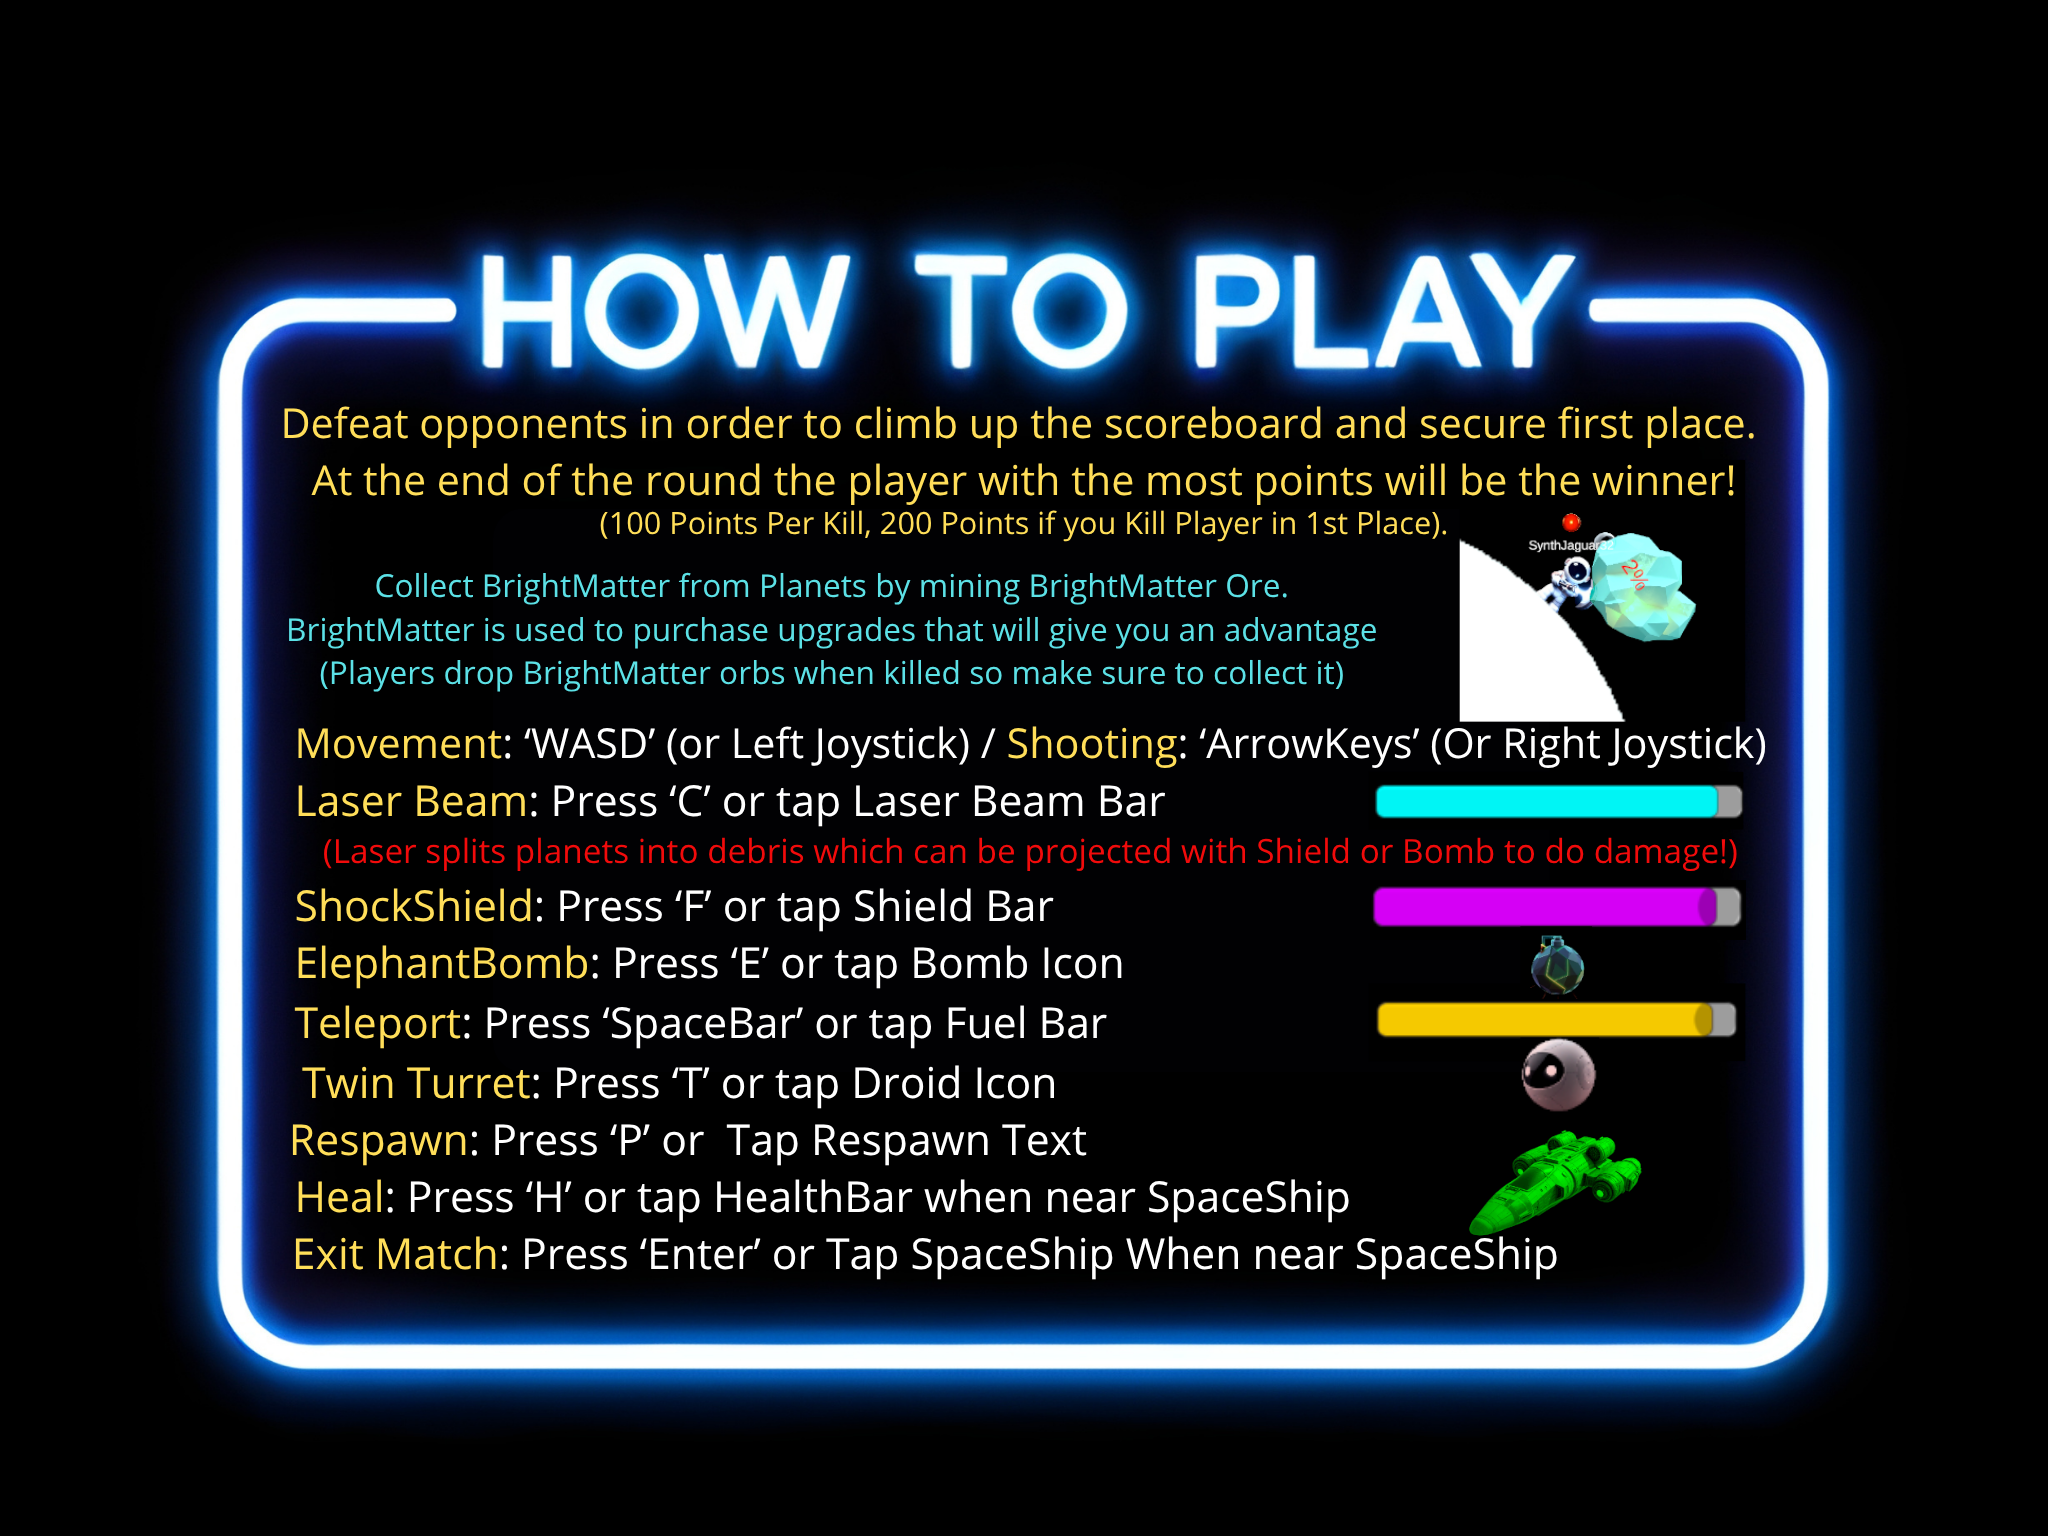 HOW TO PLAY
Defeat opponents in order to climb up the scoreboard and secure first place.
At the end of the round the player with the most points will be the winner!
(100 Points Per Kill, 200 Points if you Kill Player in 1st Place).
SynthJaguar32
2%
Collect BrightMatter from Planets by mining BrightMatter Ore.
BrightMatter is used to purchase upgrades that will give you an advantage
(Players drop BrightMatter orbs when killed so make sure to collect it)
Movement: ‘WASD’ (or Left Joystick) / Shooting: ‘ArrowKeys’ (Or Right Joystick)
Laser Beam: Press ‘C’ or tap Laser Beam Bar
(Laser splits planets into debris which can be projected with Shield or Bomb to do damage!)
ShockShield: Press ‘F’ or tap Shield Bar
ElephantBomb: Press ‘E’ or tap Bomb Icon
Teleport: Press ‘SpaceBar’ or tap Fuel Bar
Twin Turret: Press ‘T’ or tap Droid Icon
Respawn: Press ‘P’ or  Tap Respawn Text
Heal: Press ‘H’ or tap HealthBar when near SpaceShip
Exit Match: Press ‘Enter’ or Tap SpaceShip When near SpaceShip